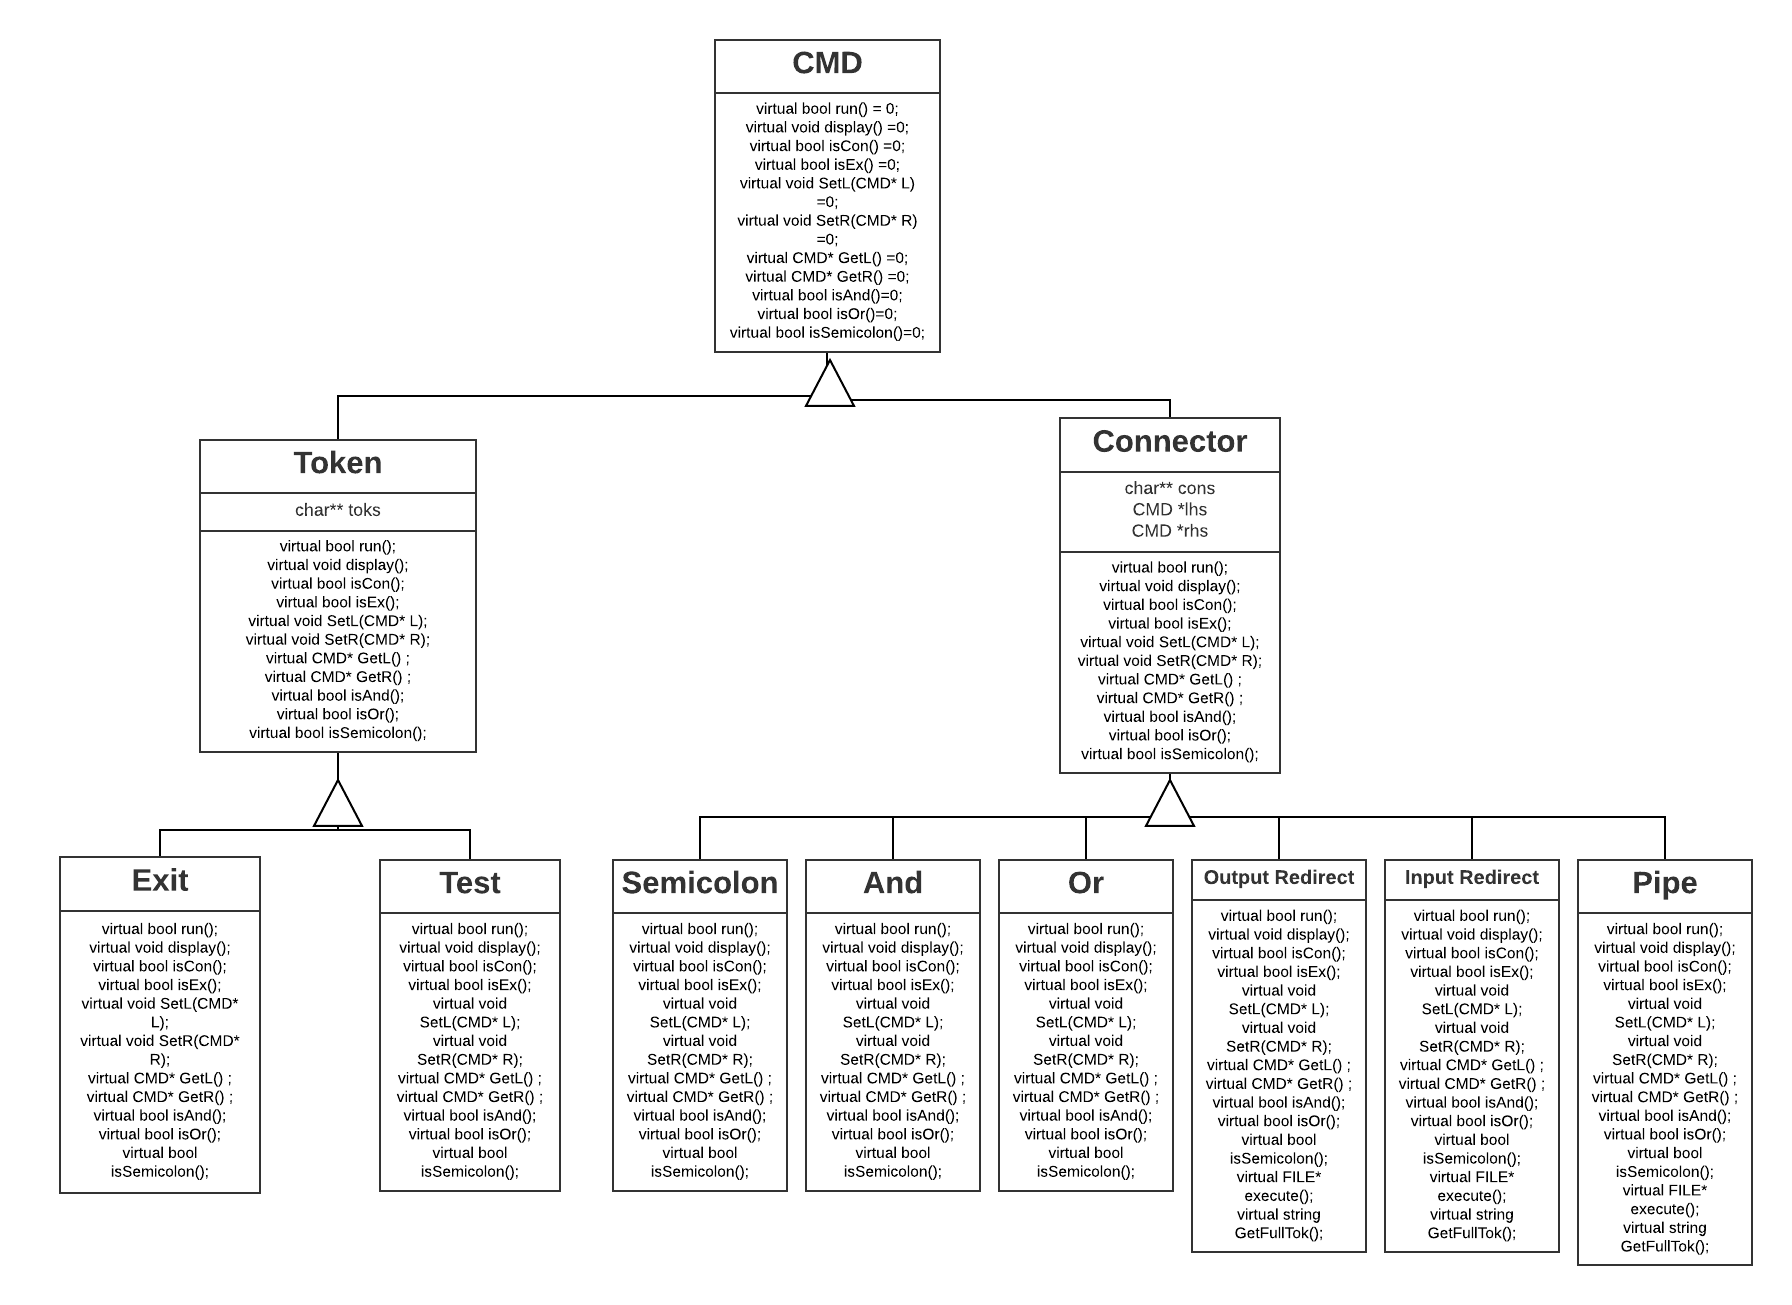 CMD
virtual bool run() = 0;
virtual void display() =0;
virtual bool isCon() =0;
virtual bool isEx() =0;
virtual void SetL(CMD* L)
=0;
virtual void SetR(CMD* R)
=0;
virtual CMD* GetL() =0;
virtual CMD* GetR() =0;
virtual bool isAnd()=0;
virtual bool isOr()=0;
virtual bool isSemicolon()=0;
Token
char** toks
virtual bool run();
virtual void display();
virtual bool isCon();
virtual bool isEx();
virtual void SetL(CMD* L);
virtual void SetR(CMD* R);
virtual CMD* GetL() ;
virtual CMD* GetR() ;
virtual bool isAnd();
virtual bool isOr();
virtual bool isSemicolon();
Connector
char** cons
CMD *lhs
CMD *rhs
virtual bool run();
virtual void display();
virtual bool isCon();
virtual bool isEx();
virtual void SetL(CMD* L);
virtual void SetR(CMD* R);
virtual CMD* GetL() ;
virtual CMD* GetR() ;
virtual bool isAnd();
virtual bool isOr();
virtual bool isSemicolon();
Exit
virtual bool run();
virtual void display();
virtual bool isCon();
virtual bool isEx();
virtual void SetL(CMD*
L);
virtual void SetR(CMD*
R);
virtual CMD* GetL() ;
virtual CMD* GetR() ;
virtual bool isAnd();
virtual bool isOr();
virtual bool
isSemicolon();
Test
virtual bool run();
virtual void display();
virtual bool isCon();
virtual bool isEx();
virtual void
SetL(CMD* L);
virtual void
SetR(CMD* R);
virtual CMD* GetL() ;
virtual CMD* GetR() ;
virtual bool isAnd();
virtual bool isOr();
virtual bool
isSemicolon();
Semicolon
virtual bool run();
virtual void display();
virtual bool isCon();
virtual bool isEx();
virtual void
SetL(CMD* L);
virtual void
SetR(CMD* R);
virtual CMD* GetL() ;
virtual CMD* GetR() ;
virtual bool isAnd();
virtual bool isOr();
virtual bool
isSemicolon();
And
virtual bool run();
virtual void display();
virtual bool isCon();
virtual bool isEx();
virtual void
SetL(CMD* L);
virtual void
SetR(CMD* R);
virtual CMD* GetL() ;
virtual CMD* GetR() ;
virtual bool isAnd();
virtual bool isOr();
virtual bool
isSemicolon();
Or
virtual bool run();
virtual void display();
virtual bool isCon();
virtual bool isEx();
virtual void
SetL(CMD* L);
virtual void
SetR(CMD* R);
virtual CMD* GetL() ;
virtual CMD* GetR() ;
virtual bool isAnd();
virtual bool isOr();
virtual bool
isSemicolon();
Output Redirect
virtual bool run();
virtual void display();
virtual bool isCon();
virtual bool isEx();
virtual void
SetL(CMD* L);
virtual void
SetR(CMD* R);
virtual CMD* GetL() ;
virtual CMD* GetR() ;
virtual bool isAnd();
virtual bool isOr();
virtual bool
isSemicolon();
virtual FILE*
execute();
virtual string
GetFullTok();
Input Redirect
virtual bool run();
virtual void display();
virtual bool isCon();
virtual bool isEx();
virtual void
SetL(CMD* L);
virtual void
SetR(CMD* R);
virtual CMD* GetL() ;
virtual CMD* GetR() ;
virtual bool isAnd();
virtual bool isOr();
virtual bool
isSemicolon();
virtual FILE*
execute();
virtual string
GetFullTok();
Pipe
virtual bool run();
virtual void display();
virtual bool isCon();
virtual bool isEx();
virtual void
SetL(CMD* L);
virtual void
SetR(CMD* R);
virtual CMD* GetL() ;
virtual CMD* GetR() ;
virtual bool isAnd();
virtual bool isOr();
virtual bool
isSemicolon();
virtual FILE*
execute();
virtual string
GetFullTok();